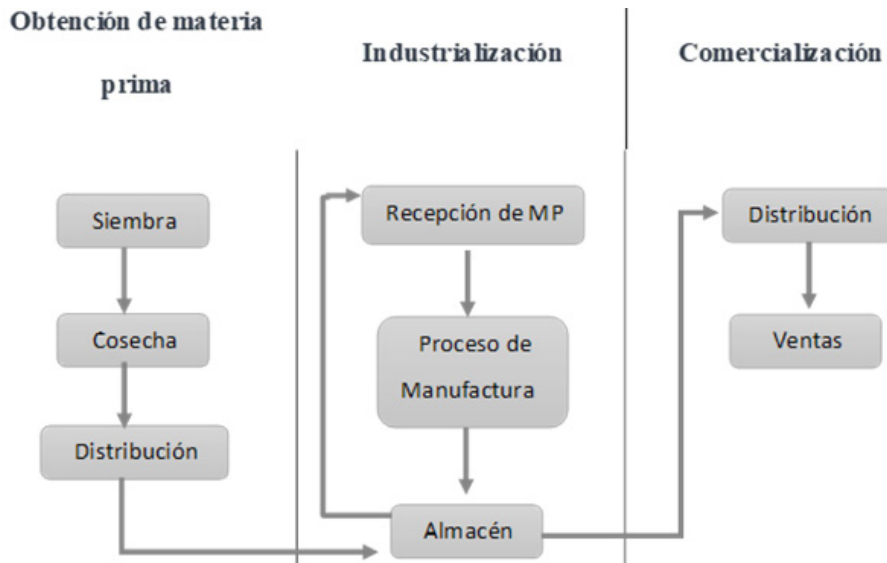 Obtención de materia
prima
Siembra
Cosecha
Distribución
Industrialización
Recepción de MP
Proceso de
Manufactura
Almacén
Comercialización
Distribución
Ventas